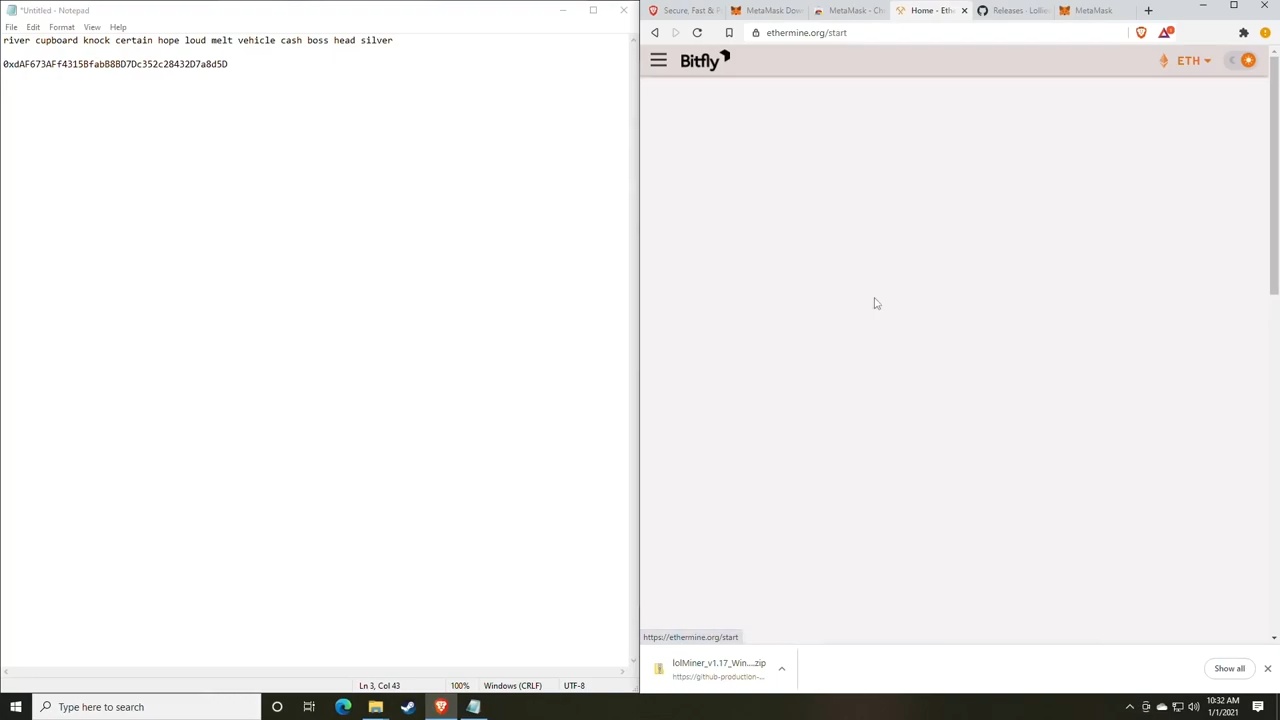 *Untitled - Notepad
File Edit Format View Help
river cupboard knock certain hope loud melt vehicle cash boss head silver
0xdAF673AFf4315BfabB8BD7Dc352c28432D7a8d5D
Ln 3, Col 43 100% Windows (CRLF) UTF-8
Secure, Fast & P MetaMask Dow MetaMask - Ch Home - Eth Releases · Lollie MetaMask
ethermine.org/start
Bitfly ETH
https://ethermine.org/start
lolMiner_v1.17_Win....zip
https://github-production-...
Show all
Type here to search
10:32 AM
1/1/2021